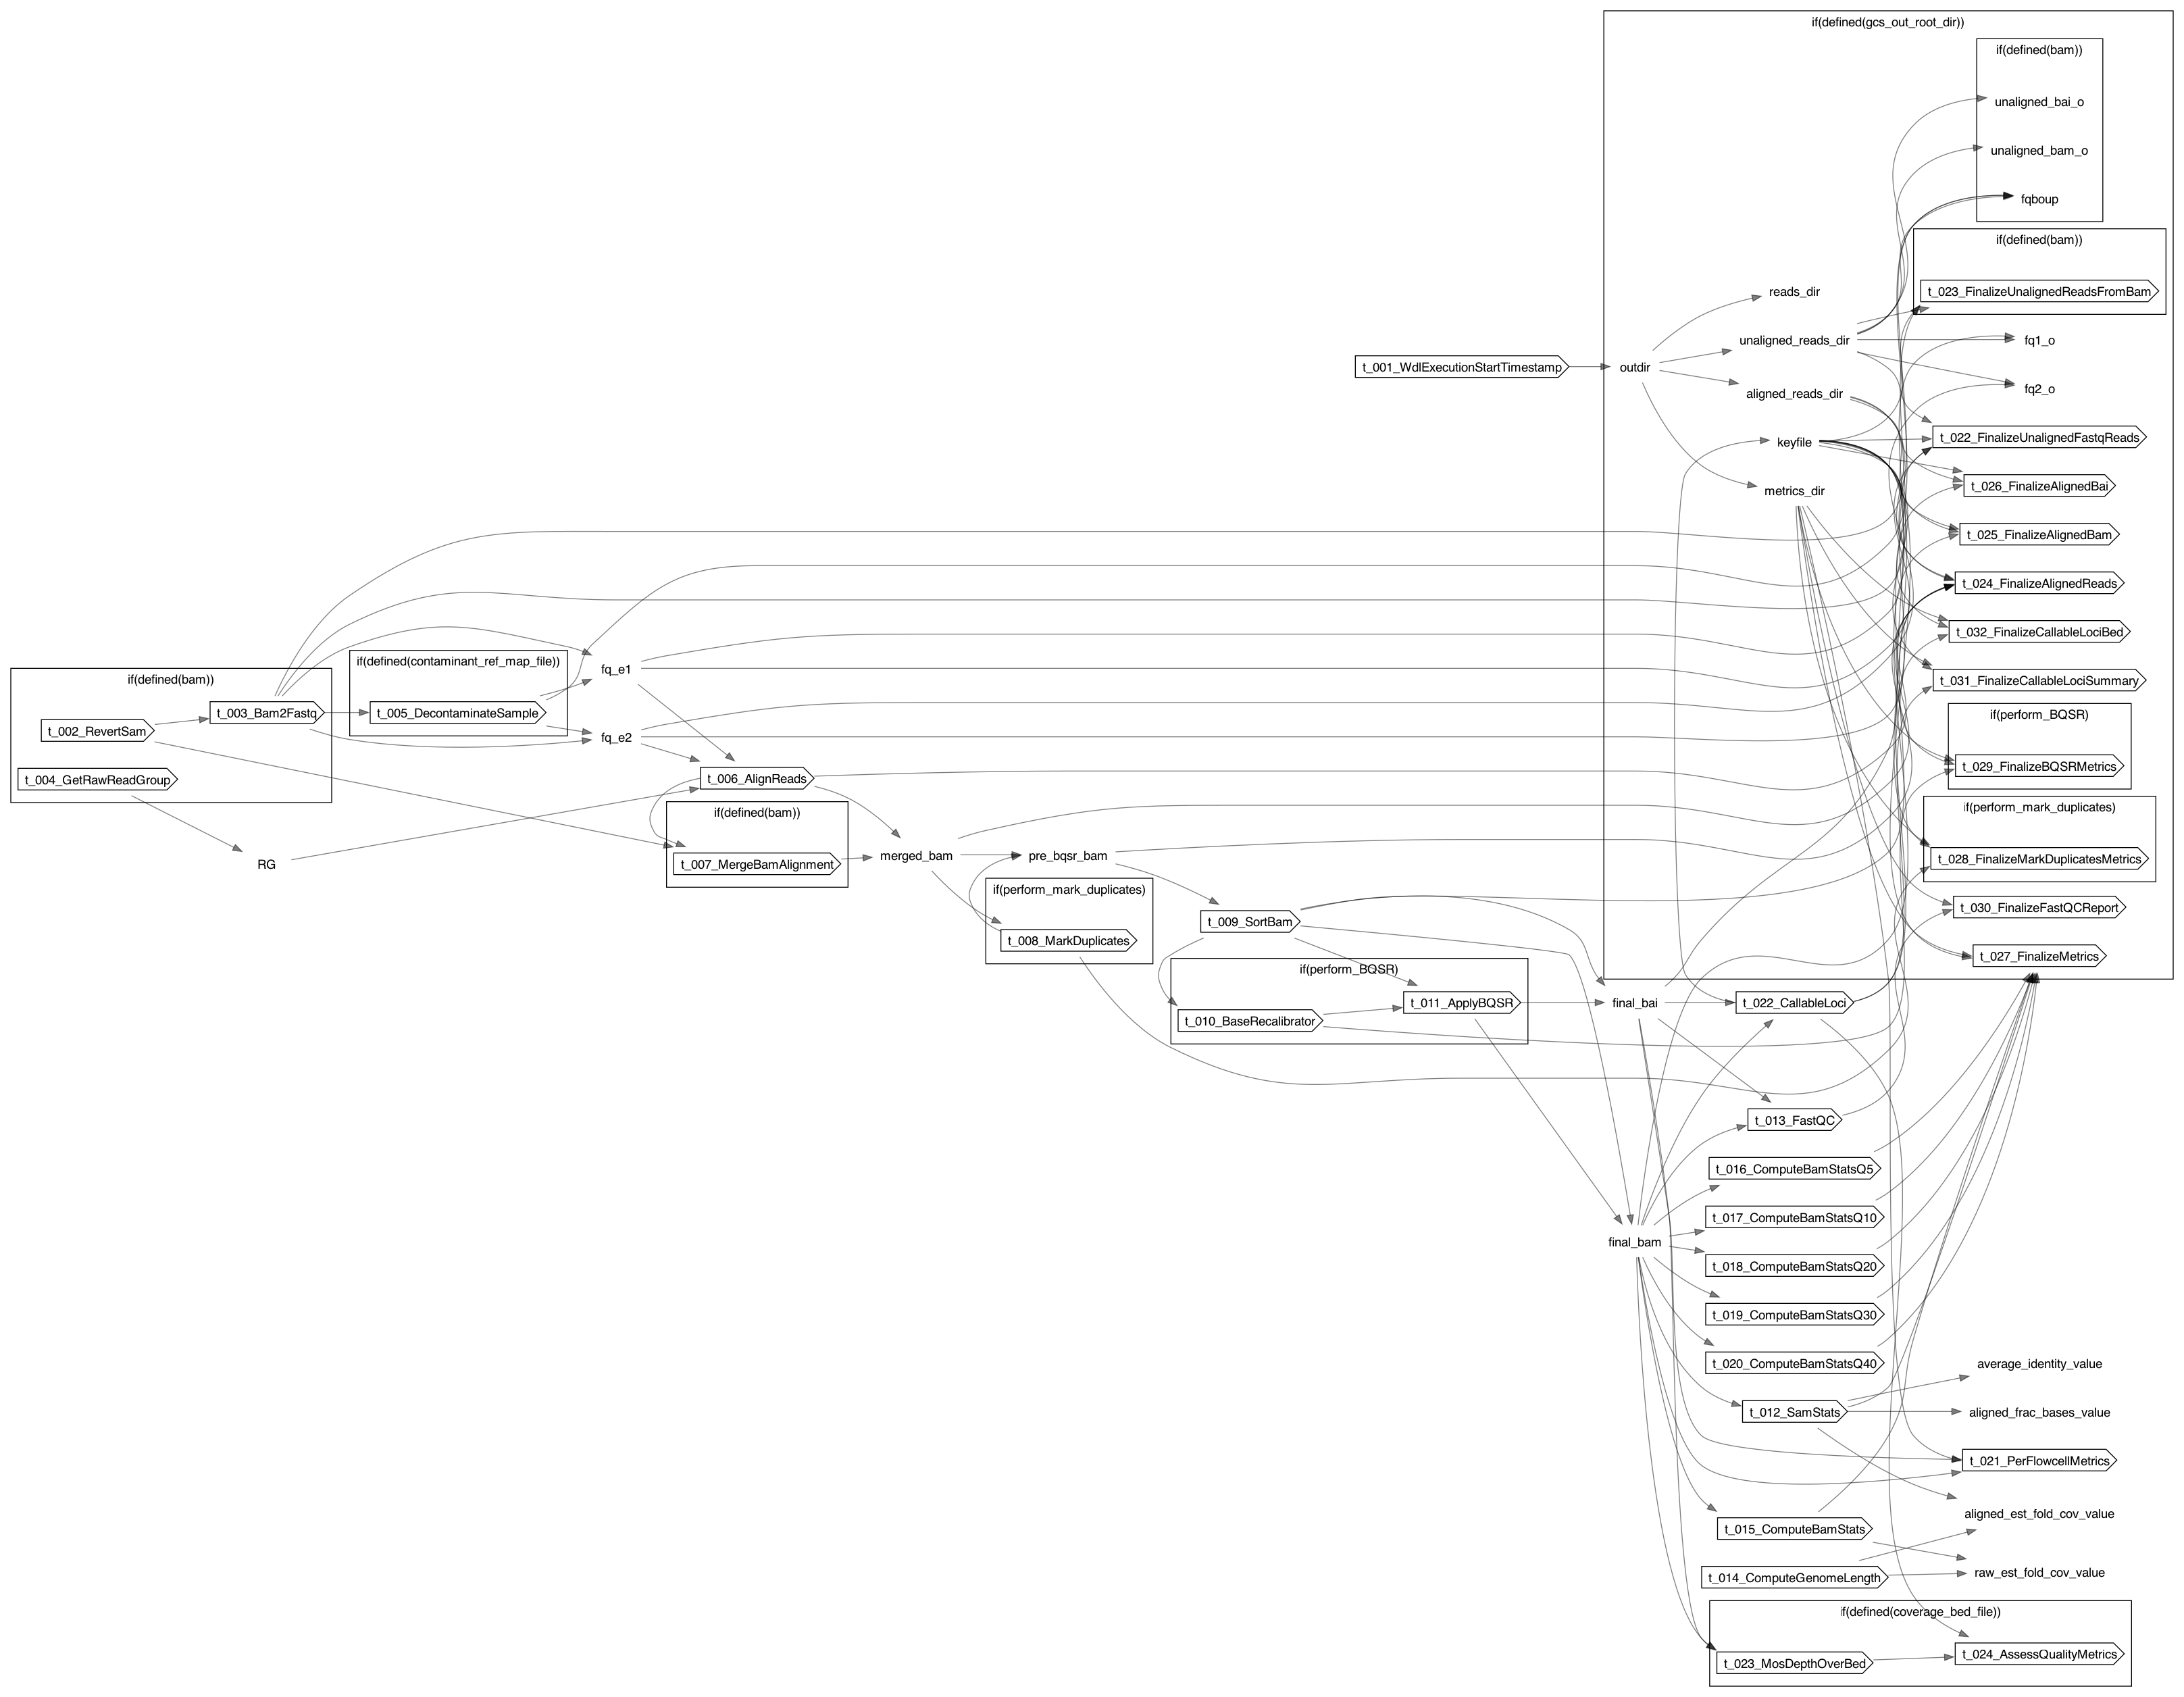 if(defined(gcs_out_root_dir))
if(defined(bam))
unaligned_bai_o
unaligned_bam_o
fqboup
if(defined(bam))
t_023_FinalizeUnalignedReadsFromBam
reads_dir
unaligned_reads_dir
fq1_o
t_001_WdlExecutionStartTimestamp
outdir
aligned_reads_dir
fq2_o
keyfile
t_022_FinalizeUnalignedFastqReads
metrics_dir
t_026_FinalizeAlignedBai
t_025_FinalizeAlignedBam
t_024_FinalizeAlignedReads
t_032_FinalizeCallableLociBed
if(defined(bam))
if(defined(contaminant_ref_map_file))
fq_e1
t_031_FinalizeCallableLociSummary
t_002_RevertSam
t_003_Bam2Fastq
t_005_DecontaminateSample
fq_e2
if(perform_BQSR)
t_029_FinalizeBQSRMetrics
t_004_GetRawReadGroup
t_006_AlignReads
if(defined(bam))
if(perform_mark_duplicates)
RG
t_007_MergeBamAlignment
merged_bam
pre_bqsr_bam
t_028_FinalizeMarkDuplicatesMetrics
if(perform_mark_duplicates)
t_008_MarkDuplicates
t_009_SortBam
t_030_FinalizeFastQCReport
t_027_FinalizeMetrics
if(perform_BQSR)
t_010_BaseRecalibrator
t_011_ApplyBQSR
final_bai
t_022_CallableLoci
t_013_FastQC
t_016_ComputeBamStatsQ5
t_017_ComputeBamStatsQ10
final_bam
t_018_ComputeBamStatsQ20
t_019_ComputeBamStatsQ30
t_020_ComputeBamStatsQ40
average_identity_value
t_012_SamStats
aligned_frac_bases_value
t_021_PerFlowcellMetrics
aligned_est_fold_cov_value
t_015_ComputeBamStats
t_014_ComputeGenomeLength
raw_est_fold_cov_value
if(defined(coverage_bed_file))
t_023_MosDepthOverBed
t_024_AssessQualityMetrics